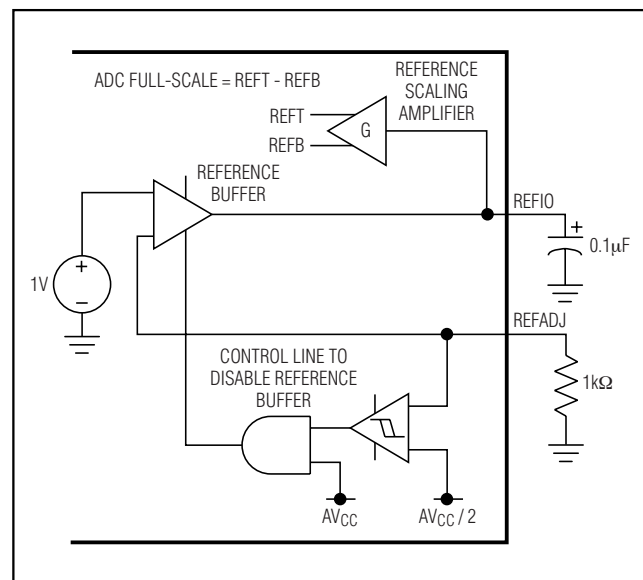 ADC FULL-SCALE = REFT - REFB
REFERENCE
SCALING
AMPLIFIER
REFT
REFB
G
REFERENCE
BUFFER
REFIO
+
0.1μF
1V
+
−
REFADJ
CONTROL LINE TO
DISABLE REFERENCE
BUFFER
1kΩ
AVCC
AVCC / 2